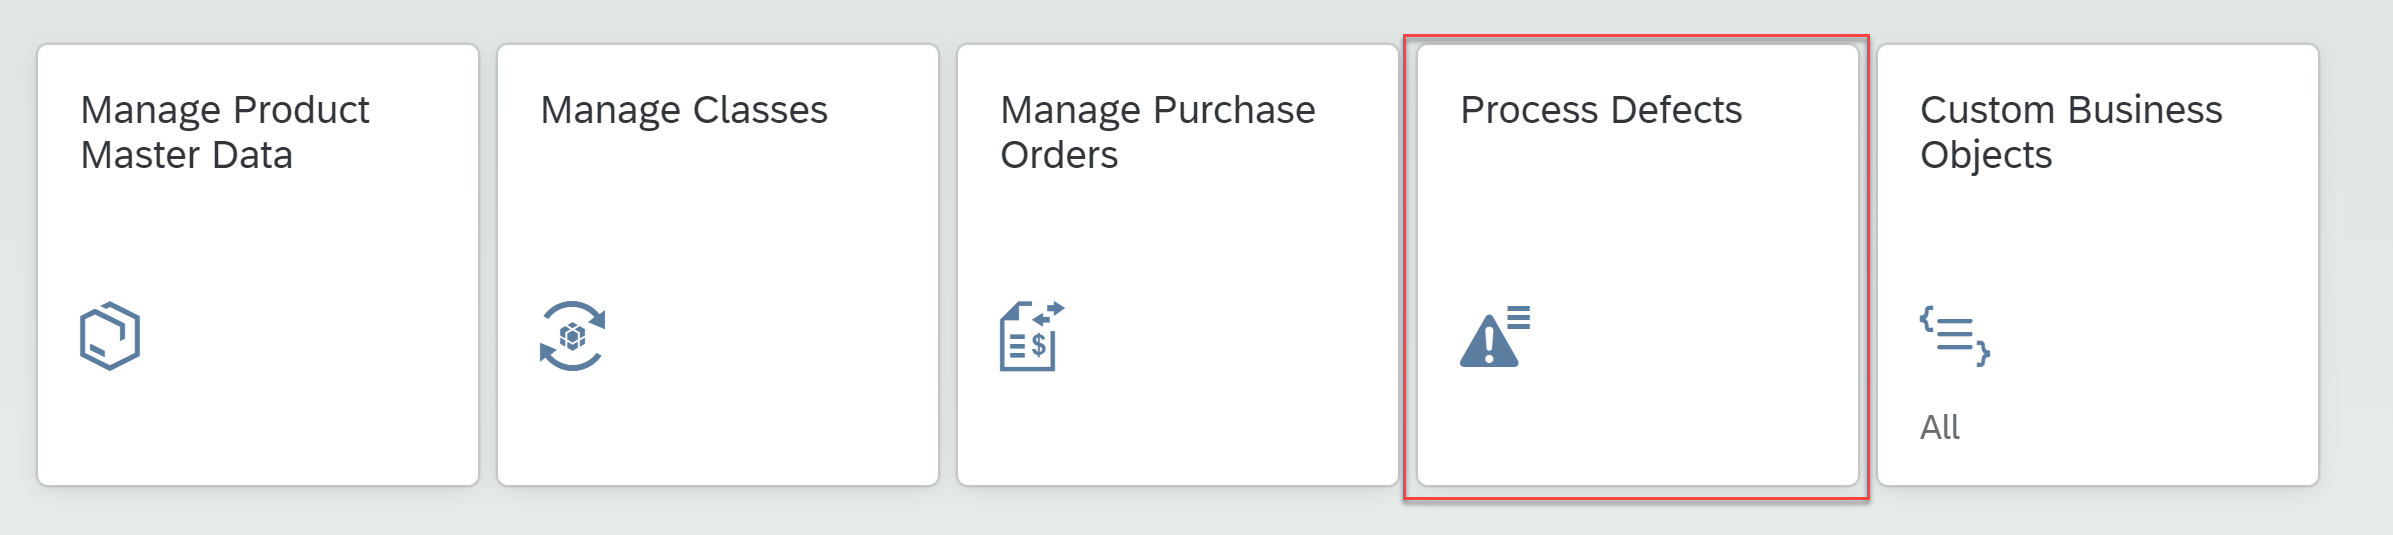 Manage Product
Master Data
Manage Classes
Manage Purchase
Orders
$
Process Defects
Custom Business
Objects
All